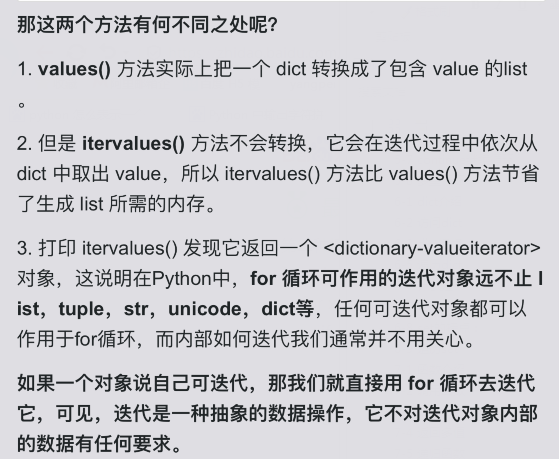 那这两个方法有何不同之处呢？
1. values() 方法实际上把一个 dict 转换成了包含 value 的list
。
2. 但是 itervalues() 方法不会转换，它会在迭代过程中依次从
dict 中取出 value，所以 itervalues() 方法比 values() 方法节省
了生成 list 所需的内存。
3. 打印 itervalues() 发现它返回一个 <dictionary-valueiterator>
对象，这说明在Python中，for 循环可作用的迭代对象远不止 l
ist，tuple，str，unicode，dict等，任何可迭代对象都可以
作用于for循环，而内部如何迭代我们通常并不用关心。
如果一个对象说自己可迭代，那我们就直接用 for 循环去迭代
它，可见，迭代是一种抽象的数据操作，它不对迭代对象内部
的数据有任何要求。